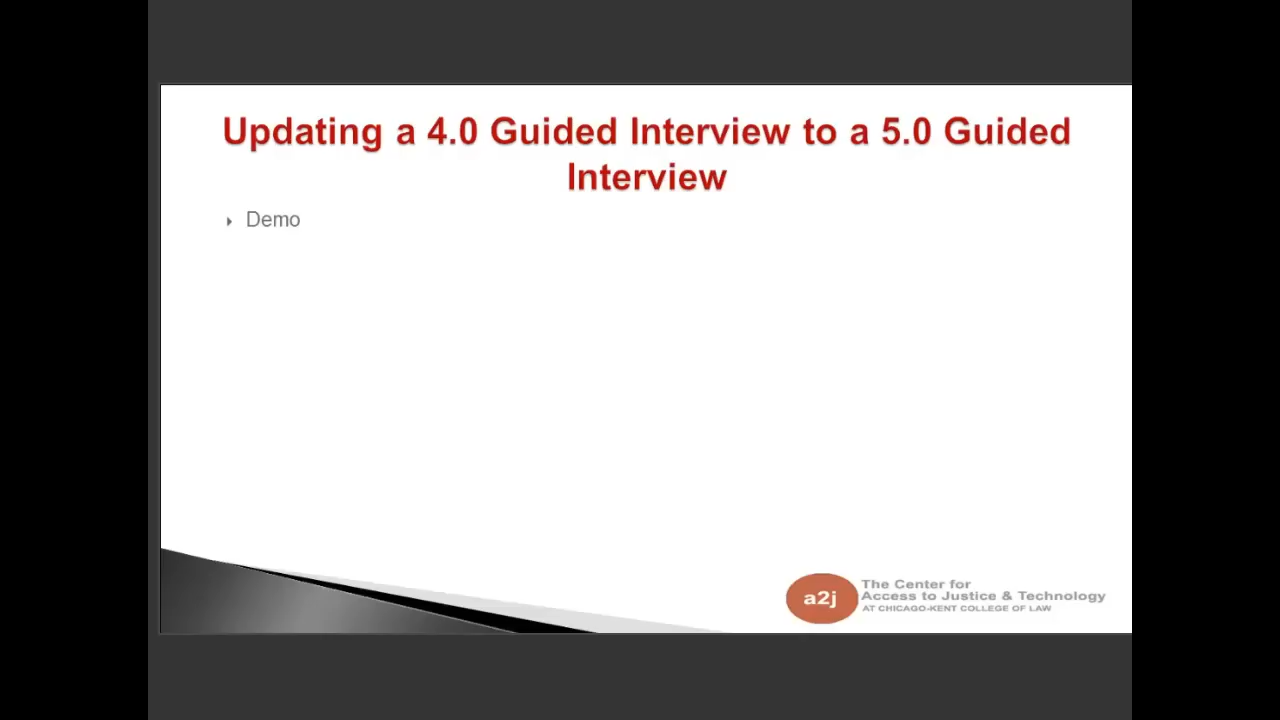 Updating a 4.0 Guided Interview to a 5.0 Guided
Interview
Demo
a2j
The Center for
Access to Justice & Technology
AT CHICAGO-KENT COLLEGE OF LAW